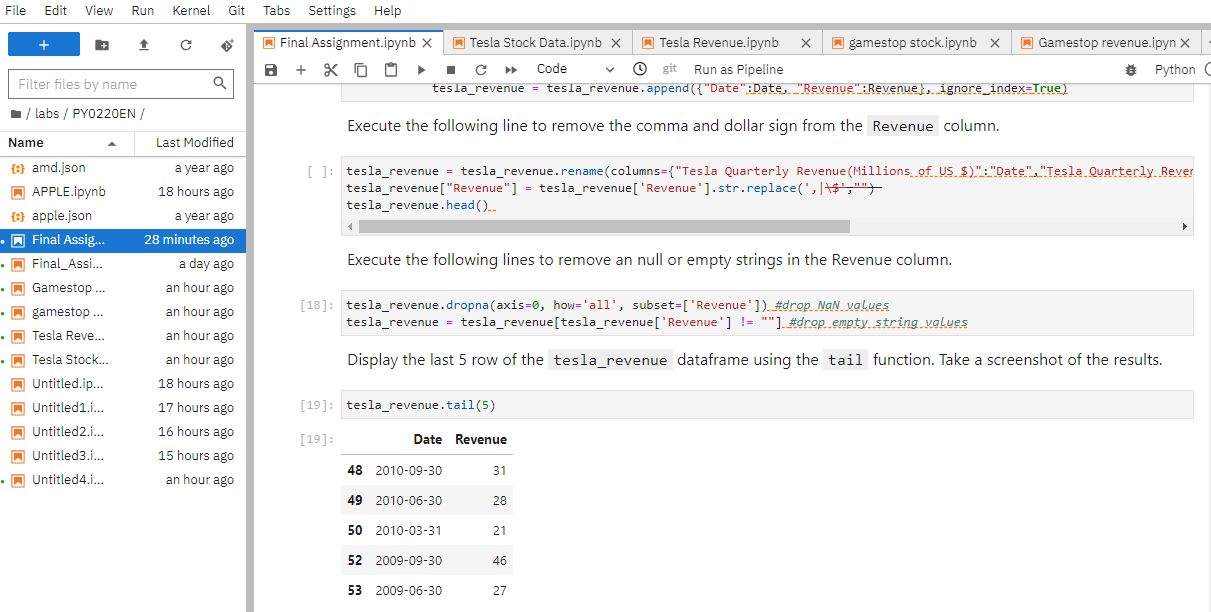 File Edit View Run Kernel Git Tabs Settings Help
+
Filter files by name
/ labs / PY0220EN /
Name Last Modified
amd.json a year ago
APPLE.ipynb 18 hours ago
apple.json a year ago
Final Assig... 28 minutes ago
Final_Assi... a day ago
Gamestop ... an hour ago
gamestop ... an hour ago
Tesla Reve... an hour ago
Tesla Stock... an hour ago
Untitled.ip... 18 hours ago
Untitled1.i... 17 hours ago
Untitled2.i... 16 hours ago
Untitled3.i... 15 hours ago
Untitled4.i... an hour ago
Final Assignment.ipynb Tesla Stock Data.ipynb Tesla Revenue.ipynb gamestop stock.ipynb Gamestop revenue.ipyn
Code git Run as Pipeline Python
tesla_revenue = tesla_revenue.append({"Date":Date, "Revenue":Revenue}, ignore_index=True)
Execute the following line to remove the comma and dollar sign from the Revenue column.
[ ]: tesla_revenue = tesla_revenue.rename(columns={"Tesla Quarterly Revenue(Millions of US $)":"Date","Tesla Quarterly Rever
tesla_revenue["Revenue"] = tesla_revenue['Revenue'].str.replace(',|\$',"")
tesla_revenue.head()
Execute the following lines to remove an null or empty strings in the Revenue column.
[18]: tesla_revenue.dropna(axis=0, how='all', subset=['Revenue']) #drop NaN values
tesla_revenue = tesla_revenue[tesla_revenue['Revenue'] != ""] #drop empty string values
Display the last 5 row of the tesla_revenue dataframe using the tail function. Take a screenshot of the results.
[19]: tesla_revenue.tail(5)
[19]: Date Revenue
48 2010-09-30 31
49 2010-06-30 28
50 2010-03-31 21
52 2009-09-30 46
53 2009-06-30 27